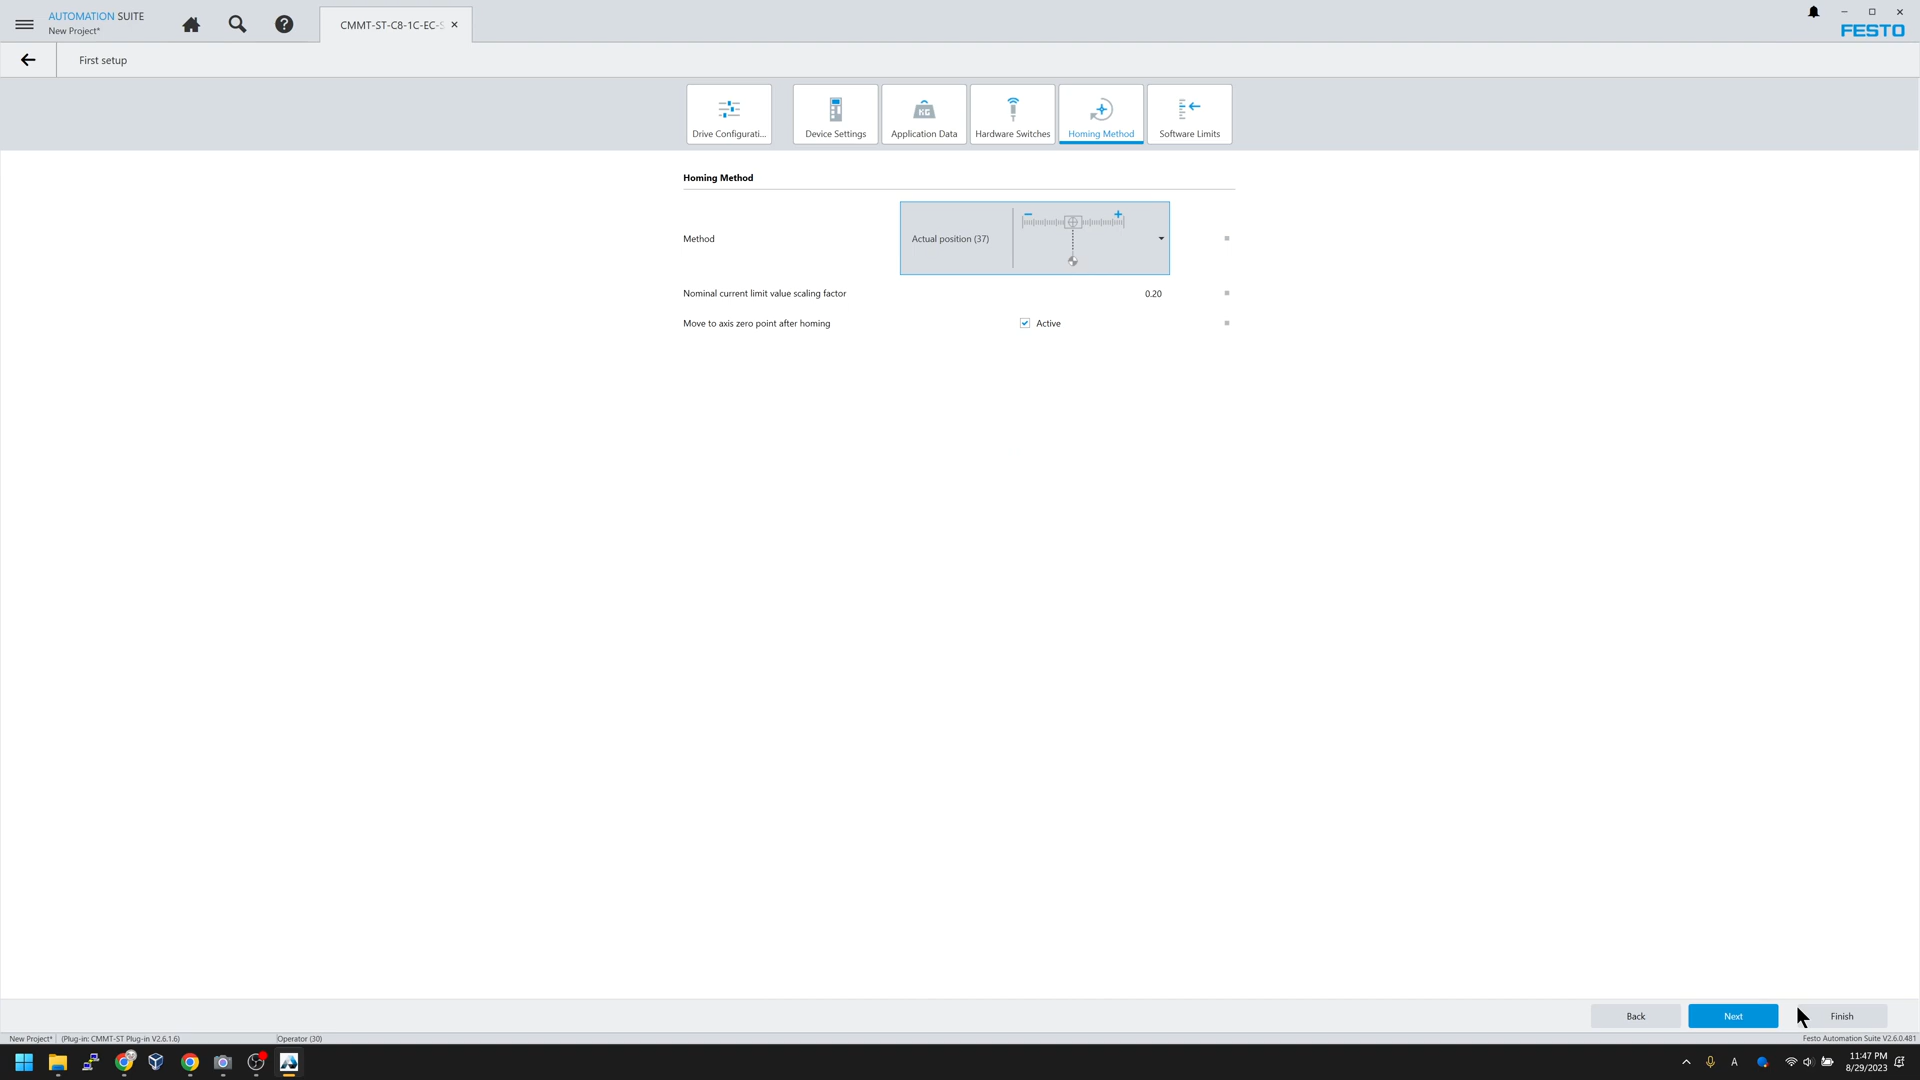 AUTOMATION SUITE
New Project*
CMMT-ST-C8-1C-EC-S
FESTO
First setup
Drive Configurati...
Device Settings
KG
Application Data
Hardware Switches
Homing Method
Software Limits
Homing Method
Method
Actual position (37)
Nominal current limit value scaling factor
0.20
Move to axis zero point after homing
Active
Back
Next
Finish
New Project*
(Plug-in: CMMT-ST Plug-in V2.6.1.6)
Operator (30)
Festo Automation Suite V2.6.0.481
A
11:47 PM
8/29/2023